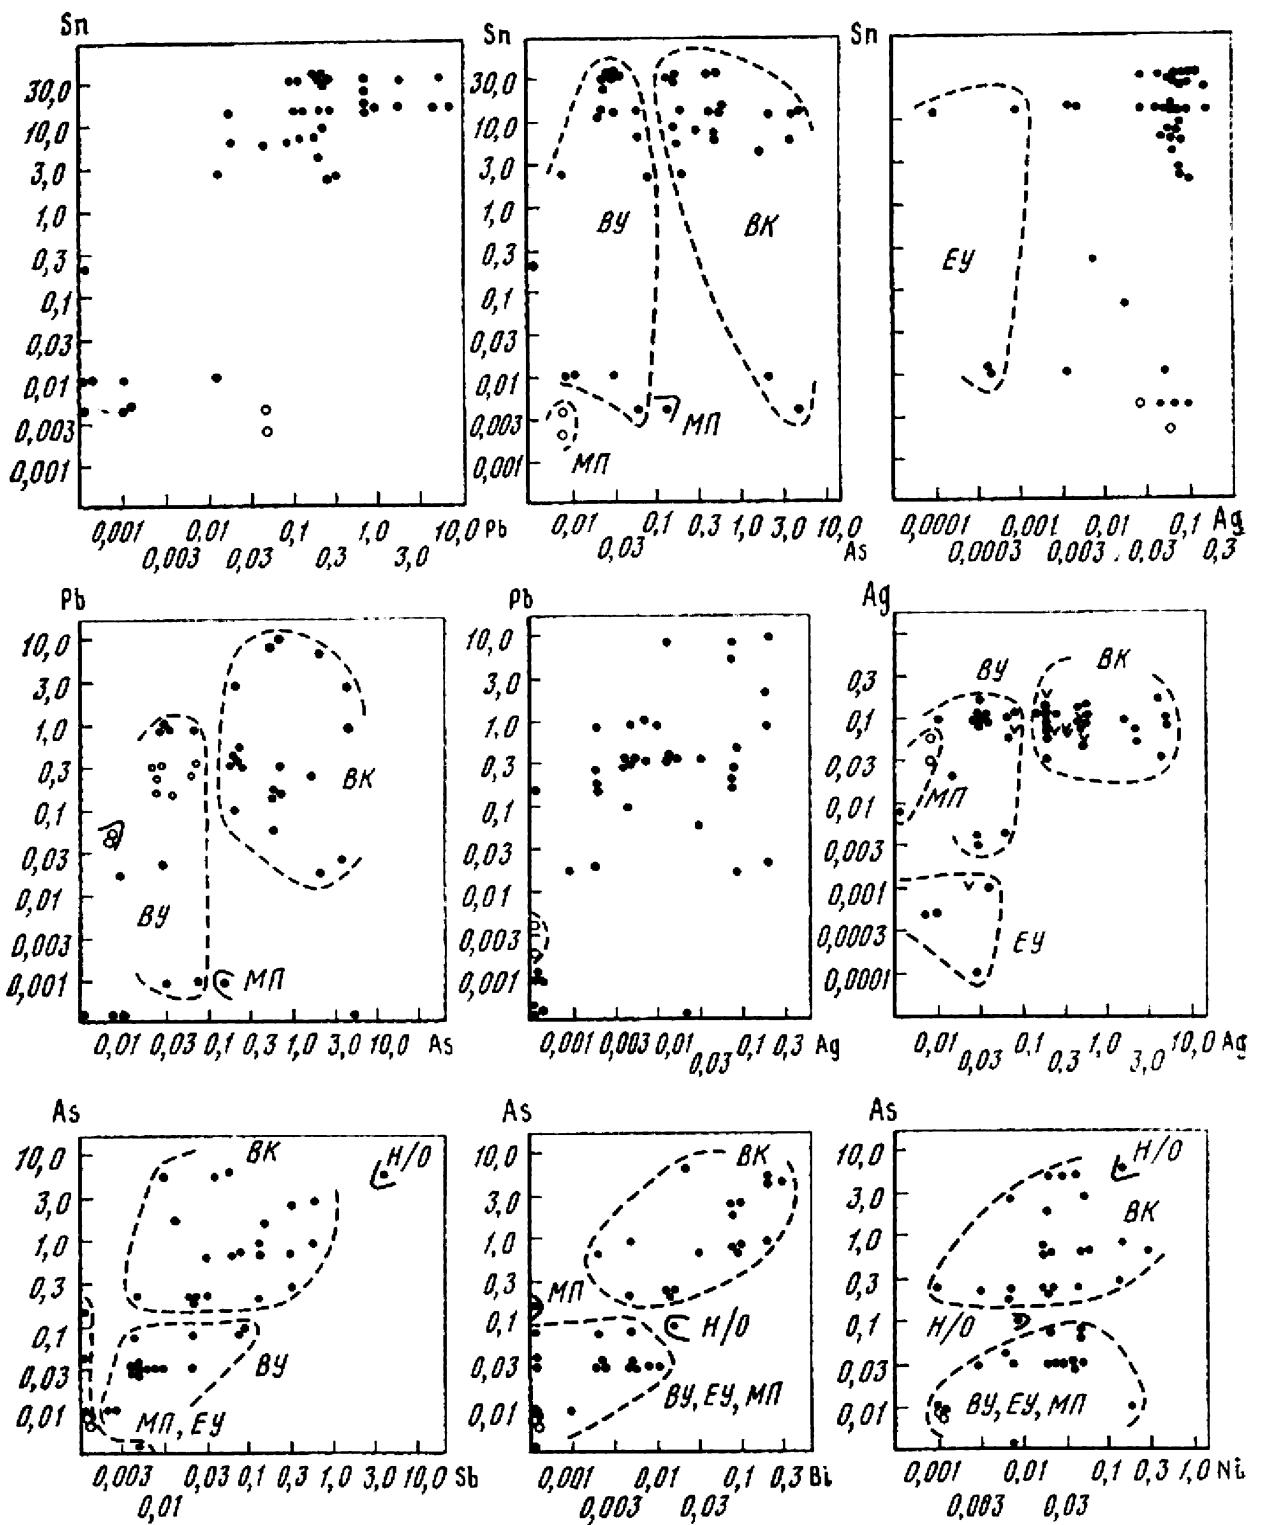 Sn
30,0
10,0
3,0
1,0
0,3
0,1
0,03
0,01
0,003
0,001
0,001 0,01 0,1 1,0 10,0 Pb
0,003 0,03 0,3 3,0
Sn
30,0
10,0
3,0
1,0
0,3
0,1
0,03
0,01
0,003
0,001
ВУ
ВК
МП
МП
0,01 0,1 0,3 1,0 3,0 10,0
0,03 As
Sn
ЕУ
0,0001 0,001 0,01 0,1 Ag
0,0003 0,003 0,03 0,3
Pb
10,0
3,0
1,0
0,3
0,1
0,03
0,01
0,003
0,001
ВК
ВУ
МП
0,01 0,03 0,1 0,3 1,0 3,0 10,0 As
Pb
10,0
3,0
1,0
0,3
0,1
0,03
0,01
0,003
0,001
0,001 0,003 0,01 0,1 0,3 Ag
0,03
Ag
0,3
0,1
0,03
0,01
0,003
0,001
0,0003
0,0001
ВУ
ВК
МП
ЕУ
0,01 0,1 1,0 10,0 Ag
0,03 0,3 3,0
As
10,0
3,0
1,0
0,3
0,1
0,03
0,01
ВК
Н/О
ВУ
МП, ЕУ
0,003 0,03 0,1 0,3 1,0 3,0 10,0 Sb
0,01
As
10,0
3,0
1,0
0,3
0,1
0,03
0,01
ВК
МП
Н/О
ВУ, ЕУ, МП
0,001 0,01 0,1 0,3 Bi
0,003 0,03
As
10,0
3,0
1,0
0,3
0,1
0,03
0,01
Н/О
ВК
Н/О
ВУ, ЕУ, МП
0,001 0,01 0,1 0,3 1,0 Ni
0,003 0,03